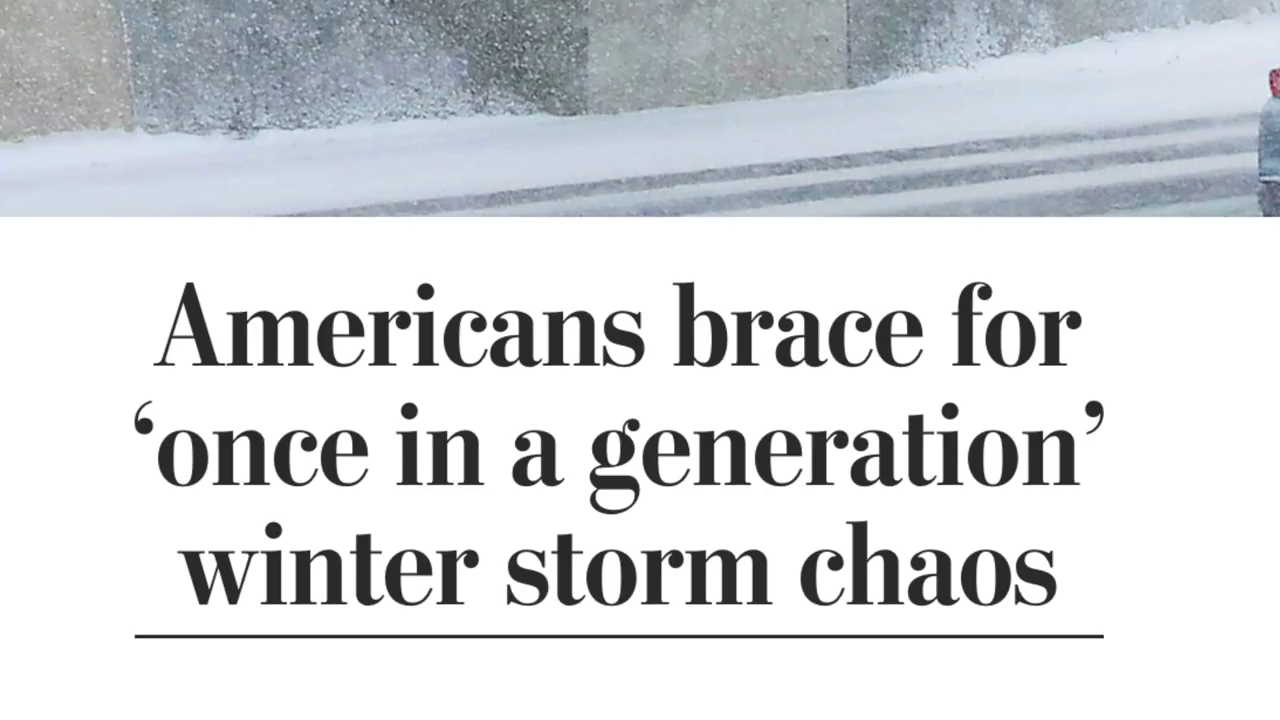 Americans brace for
‘once in a generation’
winter storm chaos